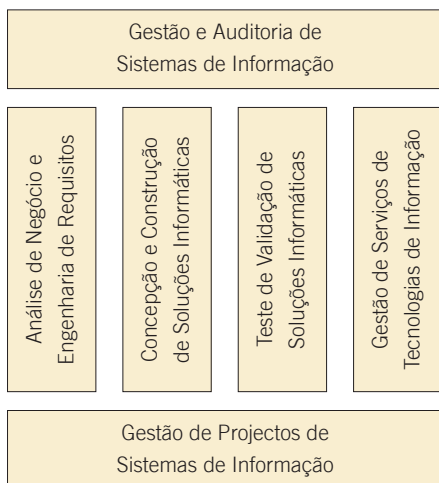 Gestão e Auditoria de
Sistemas de Informação
Análise de Negócio e
Engenharia de Requisitos
Concepção e Construção
de Soluções Informáticas
Teste de Validação de
Soluções Informáticas
Gestão de Serviços de
Tecnologias de Informação
Gestão de Projectos de
Sistemas de Informação